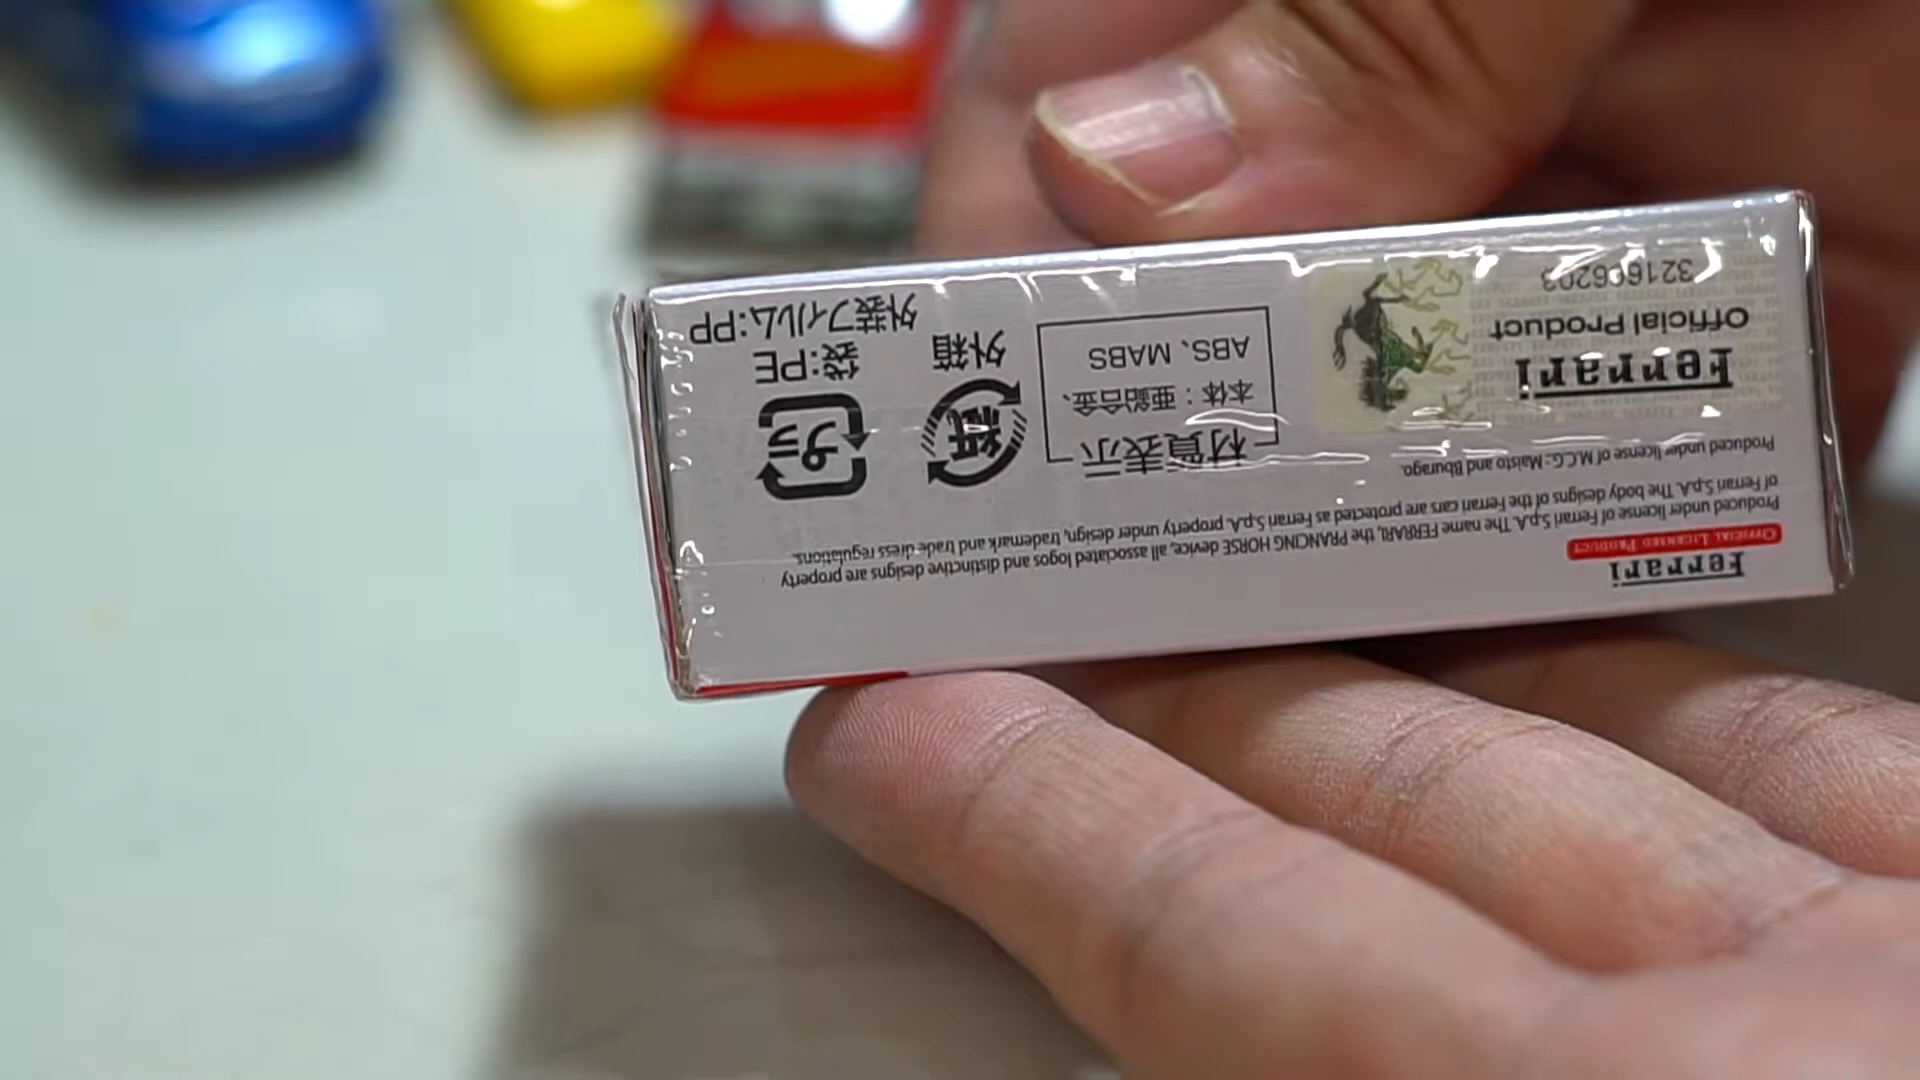 Ferrari
OFFICIAL LICENSED PRODUCT
Produced under license of Ferrari S.p.A. The name FERRARI, the PRANCING HORSE device, all associated logos and distinctive designs are property
of Ferrari S.p.A. The body designs of the Ferrari cars are protected as Ferrari S.p.A. property under design, trademark and trade dress regulations.
Produced under license of M.C.G.: Maisto and Bburago.
Ferrari
Official Product
材質表示
本体：亜鉛合金、
ABS、MABS
紙
外箱
プラ
袋:PE
外装フィルム:PP